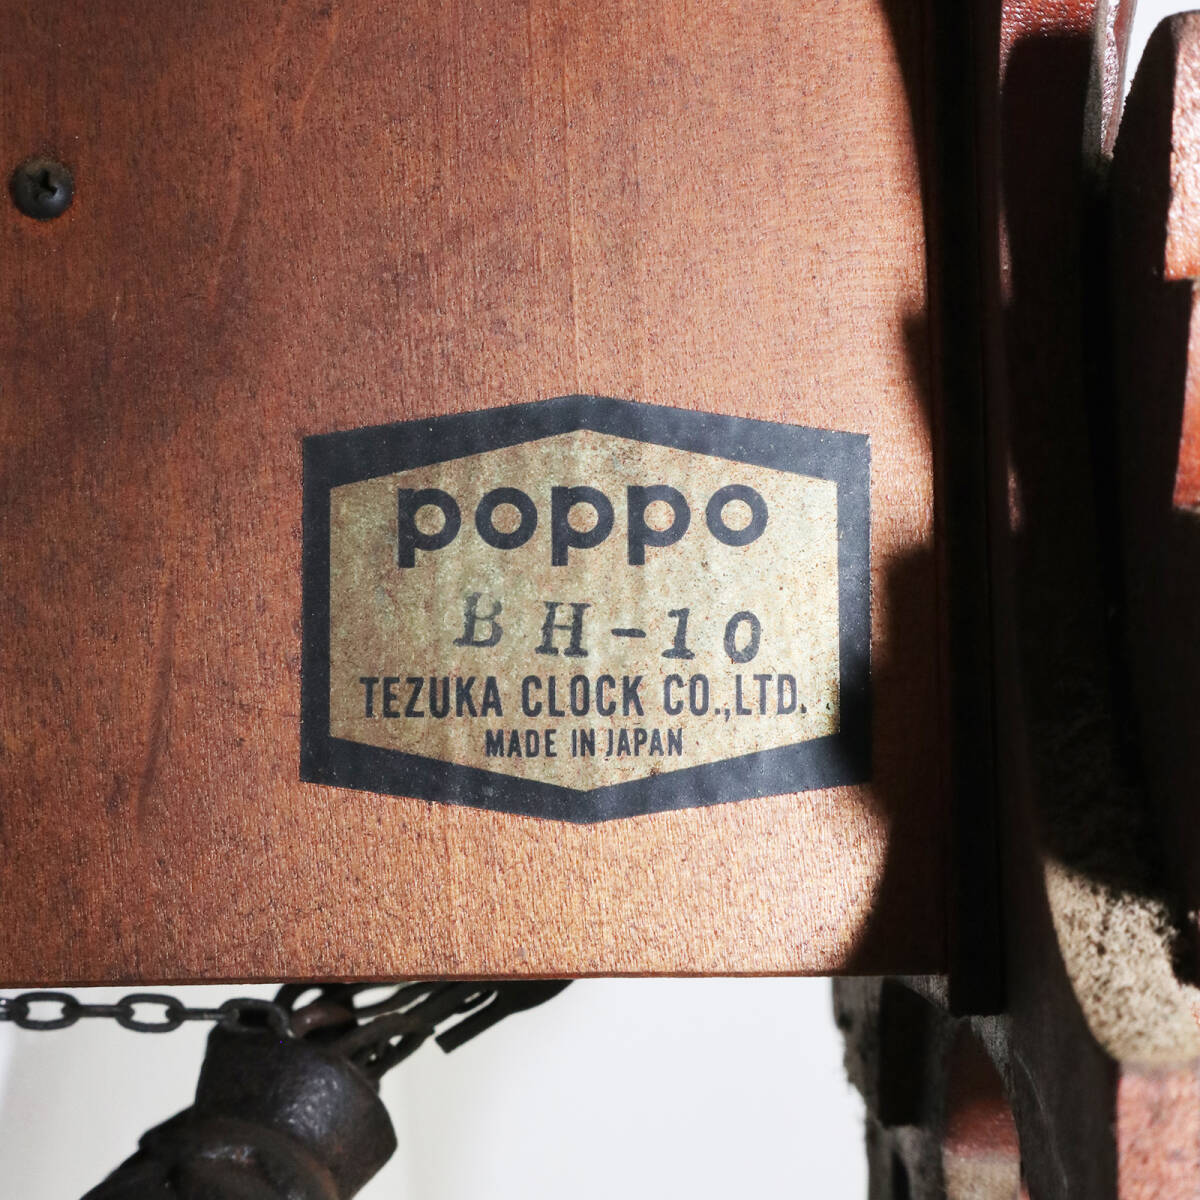 poppo
BH-10
TEZUKA CLOCK CO.,LTD.
MADE IN JAPAN